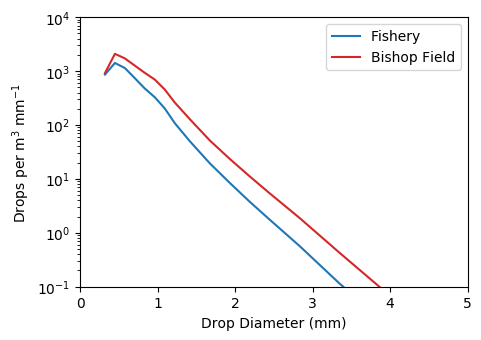 10⁴
10³
10²
10¹
10⁰
10⁻¹
Drops per m³ mm⁻¹
Fishery
Bishop Field
0 1 2 3 4 5
Drop Diameter (mm)